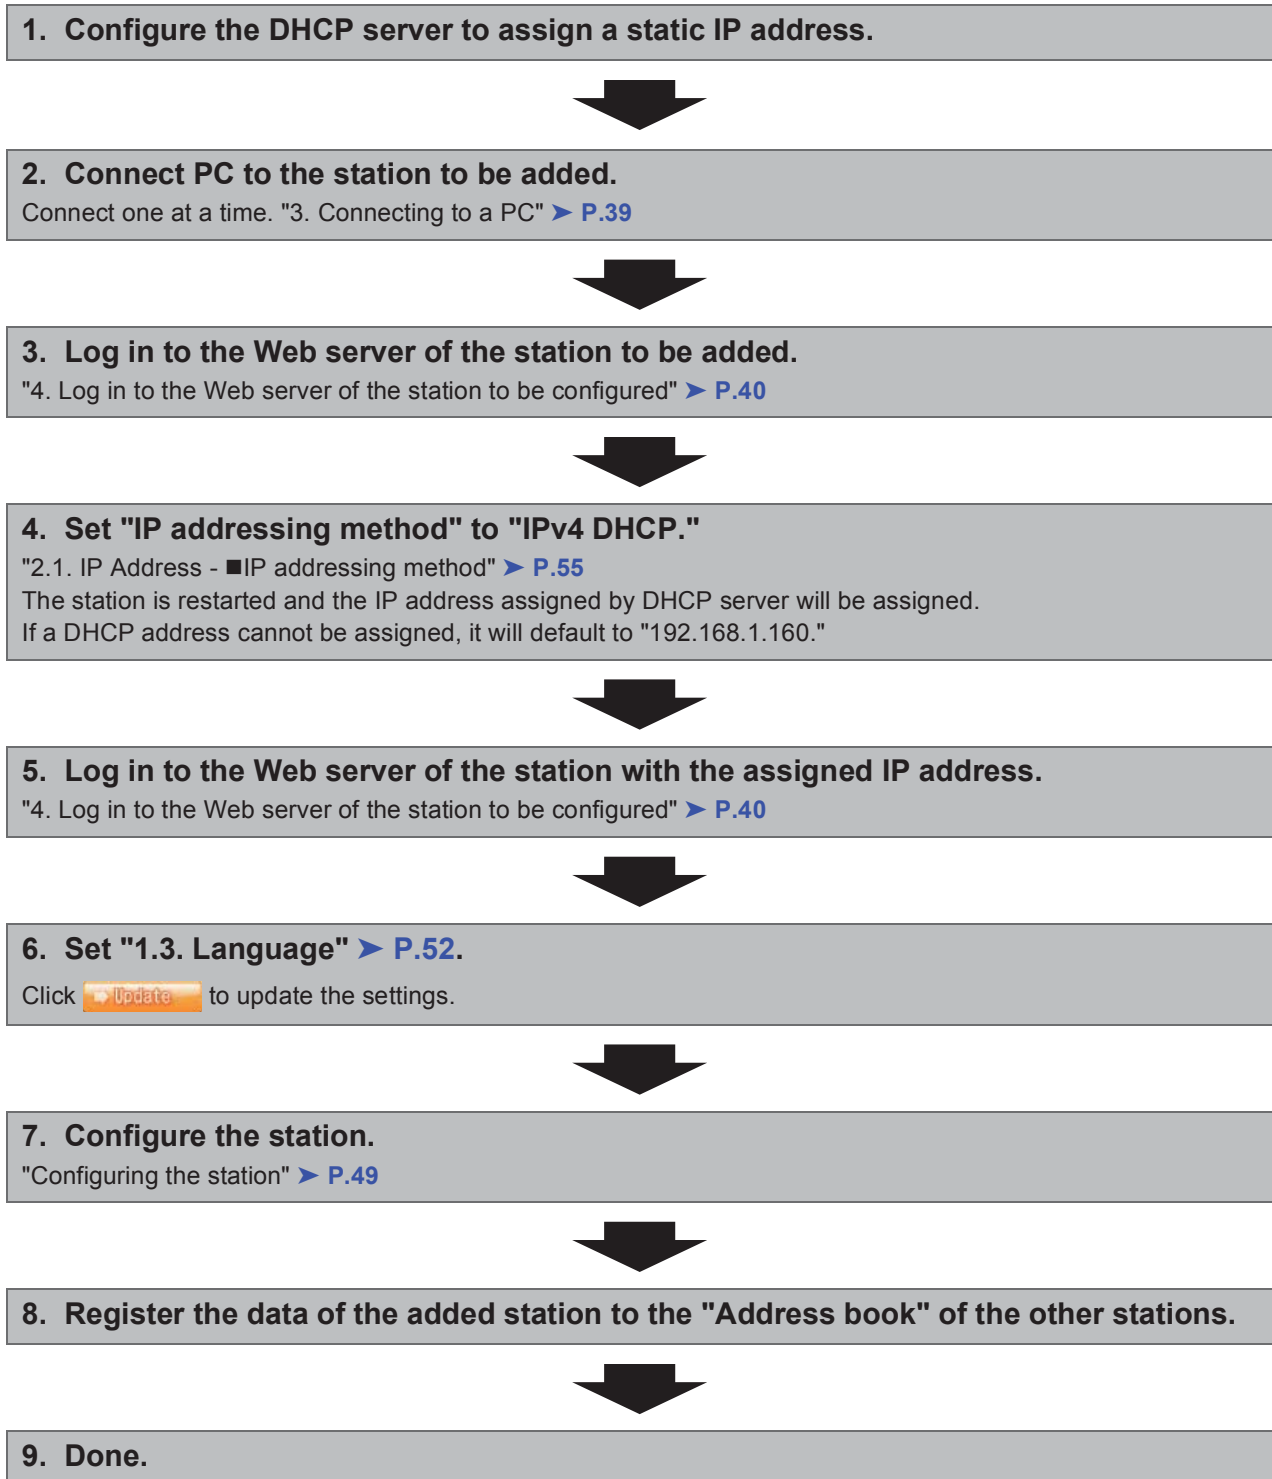 1. Configure the DHCP server to assign a static IP address.
2. Connect PC to the station to be added.
Connect one at a time. "3. Connecting to a PC" ➤ P.39
3. Log in to the Web server of the station to be added.
"4. Log in to the Web server of the station to be configured" ➤ P.40
4. Set "IP addressing method" to "IPv4 DHCP."
"2.1. IP Address - ■IP addressing method" ➤ P.55
The station is restarted and the IP address assigned by DHCP server will be assigned.
If a DHCP address cannot be assigned, it will default to "192.168.1.160."
5. Log in to the Web server of the station with the assigned IP address.
"4. Log in to the Web server of the station to be configured" ➤ P.40
6. Set "1.3. Language" ➤ P.52.
Click Update to update the settings.
7. Configure the station.
"Configuring the station" ➤ P.49
8. Register the data of the added station to the "Address book" of the other stations.
9. Done.